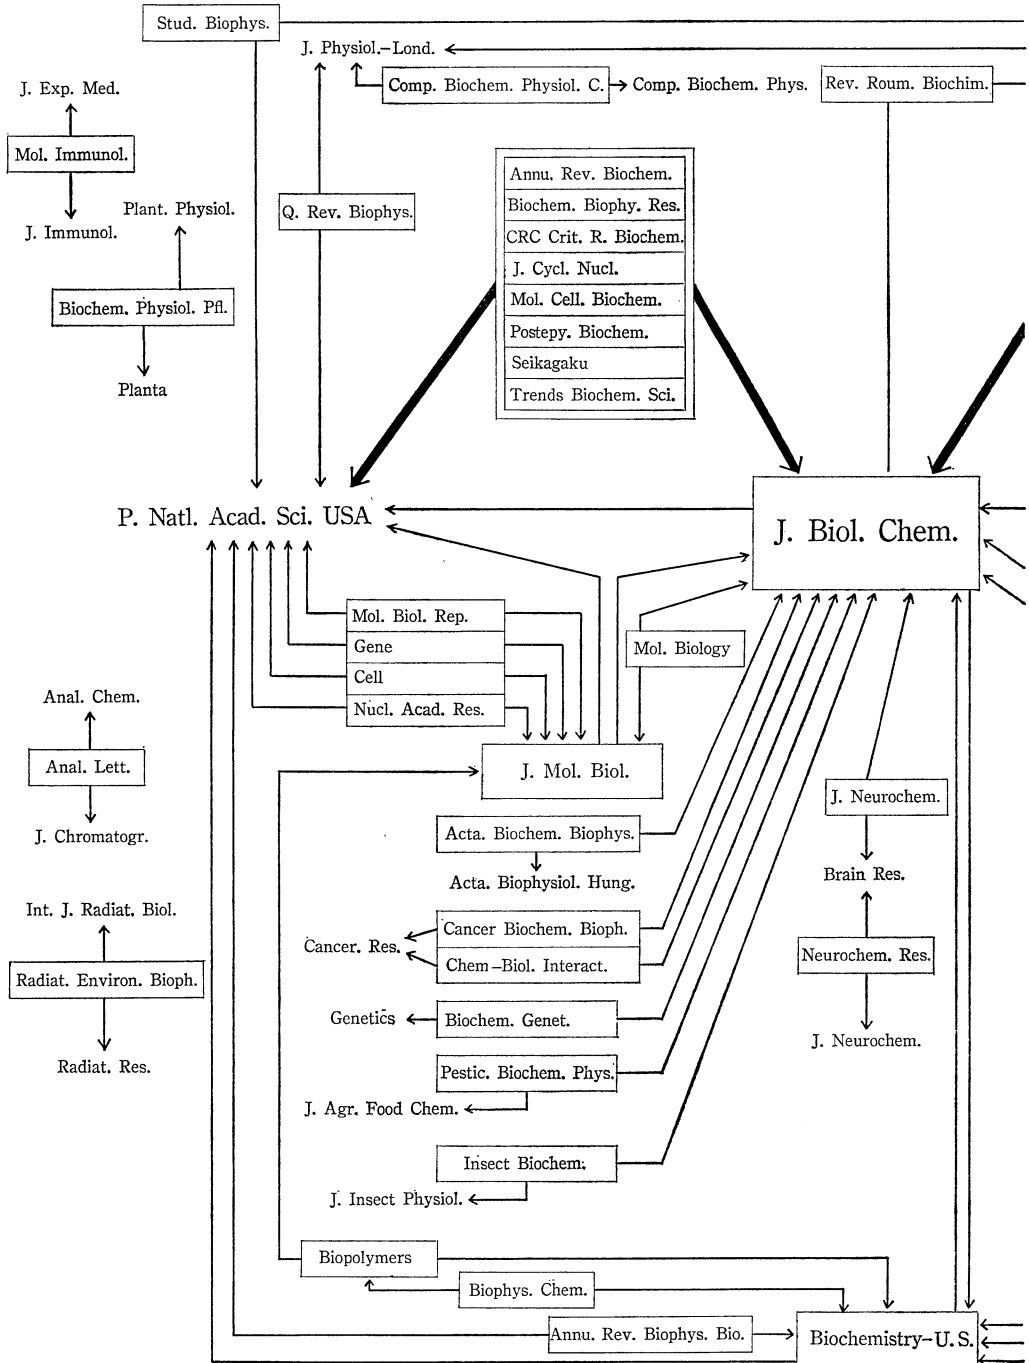 Stud. Biophys.
J. Physiol.-Lond.
J. Exp. Med.
Comp. Biochem. Physiol. C.
Comp. Biochem. Phys.
Rev. Roum. Biochim.
Mol. Immunol.
J. Immunol.
Plant. Physiol.
Q. Rev. Biophys.
Annu. Rev. Biochem.
Biochem. Biophy. Res.
CRC Crit. R. Biochem.
J. Cycl. Nucl.
Mol. Cell. Biochem.
Postepy. Biochem.
Seikagaku
Trends Biochem. Sci.
Biochem. Physiol. Pfl.
Planta
P. Natl. Acad. Sci. USA
J. Biol. Chem.
Mol. Biol. Rep.
Gene
Cell
Nucl. Acad. Res.
Mol. Biology
Anal. Chem.
Anal. Lett.
J. Chromatogr.
J. Mol. Biol.
J. Neurochem.
Acta. Biochem. Biophys.
Acta. Biophysiol. Hung.
Brain Res.
Int. J. Radiat. Biol.
Cancer. Res.
Cancer Biochem. Bioph.
Chem-Biol. Interact.
Neurochem. Res.
Radiat. Environ. Bioph.
Genetics
Biochem. Genet.
J. Neurochem.
Radiat. Res.
Pestic. Biochem. Phys.
J. Agr. Food Chem.
Insect Biochem.
J. Insect Physiol.
Biopolymers
Biophys. Chem.
Annu. Rev. Biophys. Bio.
Biochemistry-U.S.